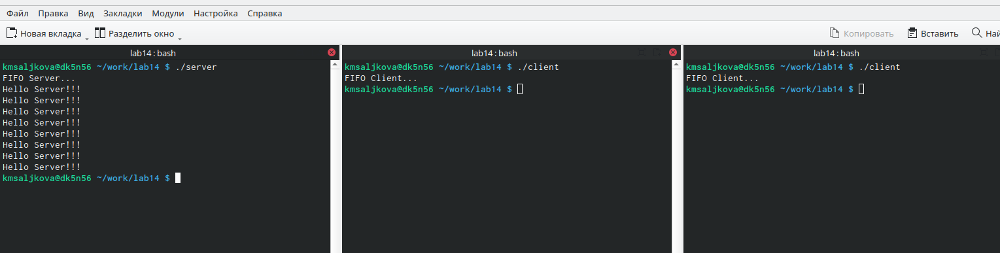 Файл Правка Вид Закладки Модули Настройка Справка
Новая вкладка Разделить окно Копировать Вставить
lab14 : bash
kmsaljkova@dk5n56 ~/work/lab14 $ ./server
FIFO Server...
Hello Server!!!
Hello Server!!!
Hello Server!!!
Hello Server!!!
Hello Server!!!
Hello Server!!!
Hello Server!!!
Hello Server!!!
kmsaljkova@dk5n56 ~/work/lab14 $
lab14 : bash
kmsaljkova@dk5n56 ~/work/lab14 $ ./client
FIFO Client...
kmsaljkova@dk5n56 ~/work/lab14 $
lab14 : bash
kmsaljkova@dk5n56 ~/work/lab14 $ ./client
FIFO Client...
kmsaljkova@dk5n56 ~/work/lab14 $